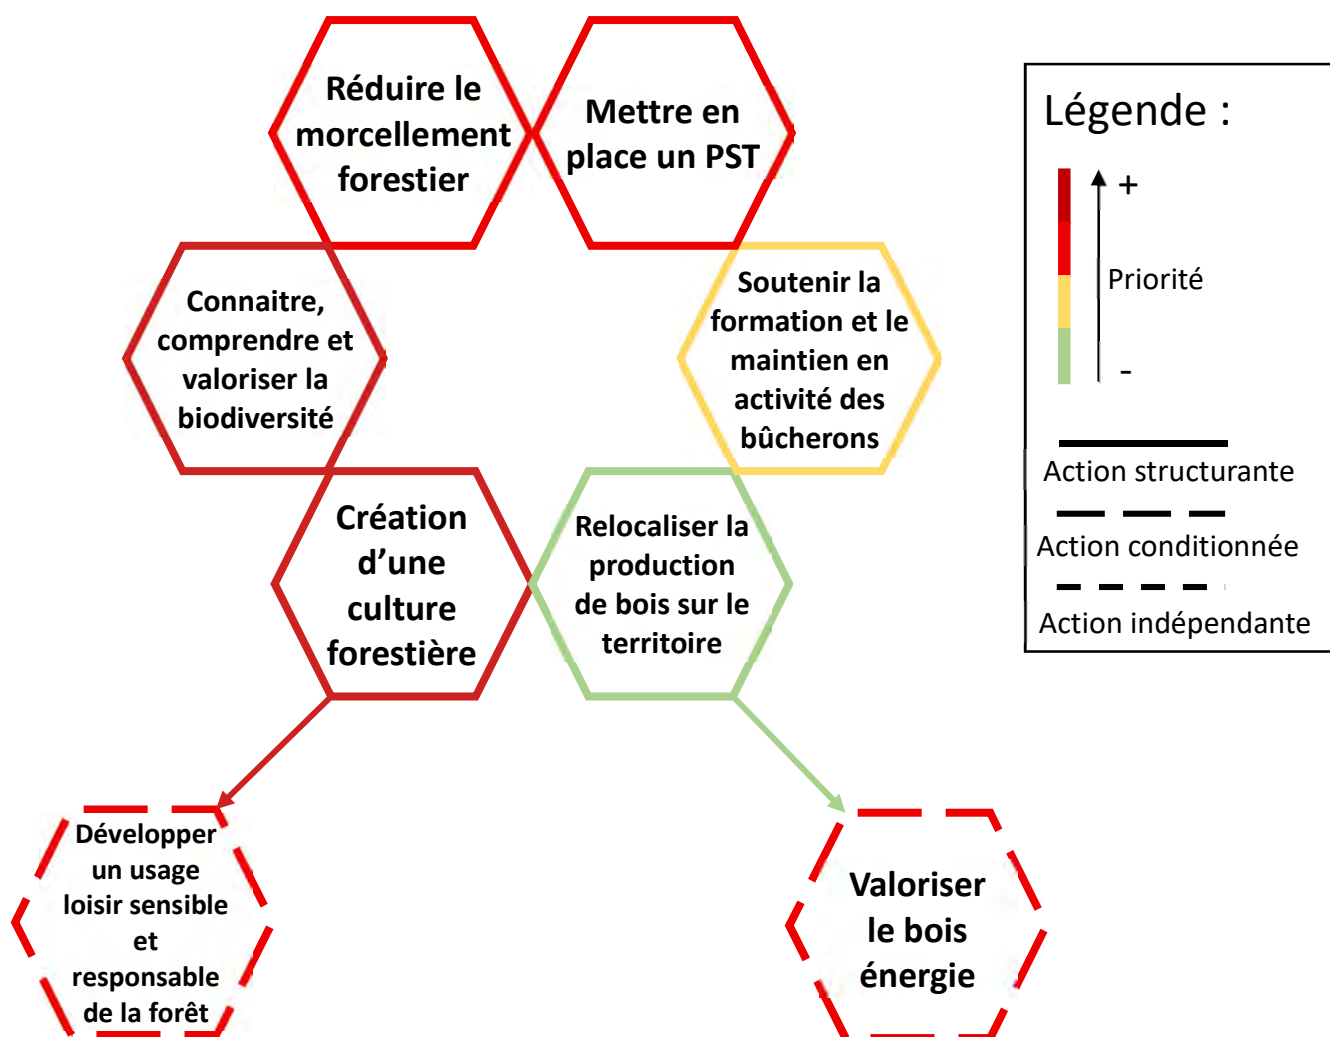 Réduire le
morcellement
forestier
Mettre en
place un PST
Connaitre,
comprendre et
valoriser la
biodiversité
Soutenir la
formation et le
maintien en
activité des
bûcherons
Création
d’une
culture
forestière
Relocaliser la
production
de bois sur le
territoire
Développer
un usage
loisir sensible
et
responsable
de la forêt
Valoriser
le bois
énergie
Légende :
+
Priorité
-
Action structurante
Action conditionnée
Action indépendante